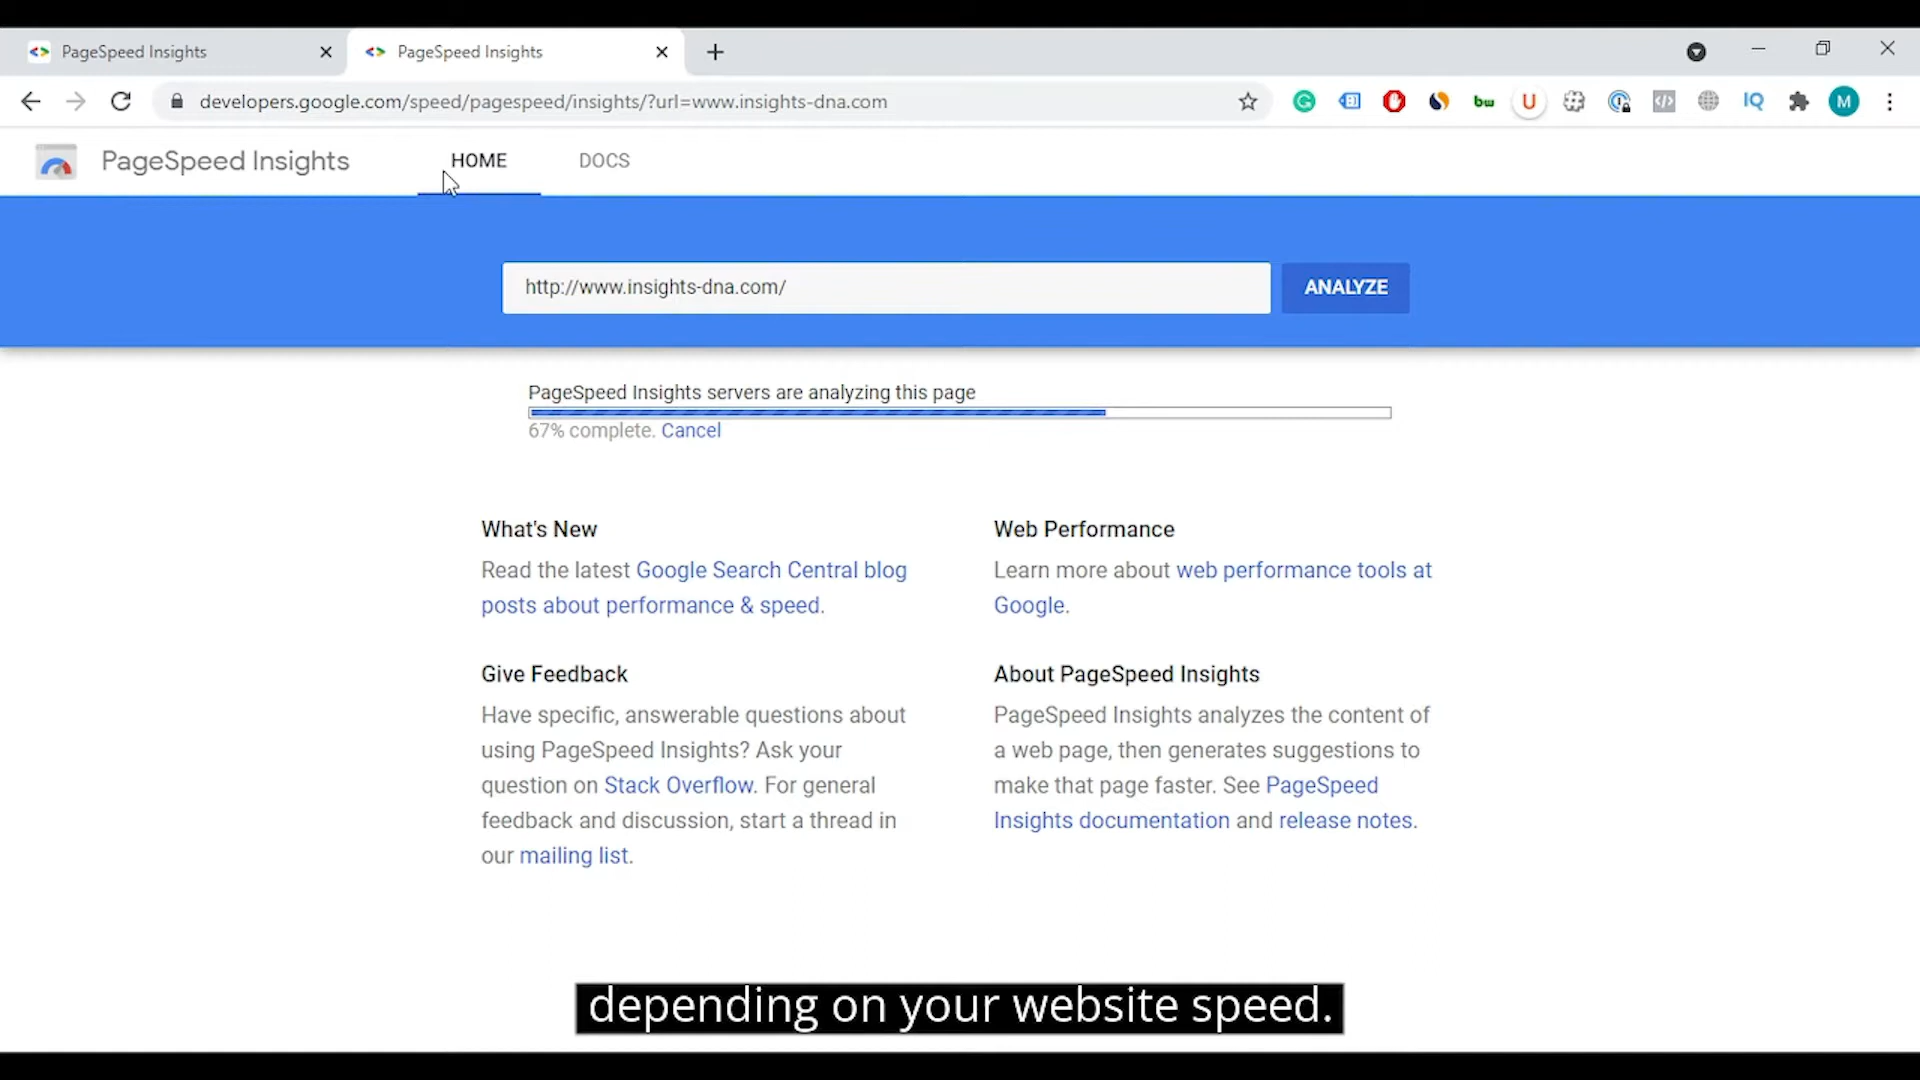 PageSpeed Insights
PageSpeed Insights
developers.google.com/speed/pagespeed/insights/?url=www.insights-dna.com
bw
U
IQ
M
PageSpeed Insights
HOME
DOCS
http://www.insights-dna.com/
ANALYZE
PageSpeed Insights servers are analyzing this page
67% complete. Cancel
What's New
Read the latest Google Search Central blog
posts about performance & speed.
Web Performance
Learn more about web performance tools at
Google.
Give Feedback
Have specific, answerable questions about
using PageSpeed Insights? Ask your
question on Stack Overflow. For general
feedback and discussion, start a thread in
our mailing list.
About PageSpeed Insights
PageSpeed Insights analyzes the content of
a web page, then generates suggestions to
make that page faster. See PageSpeed
Insights documentation and release notes.
depending on your website speed.